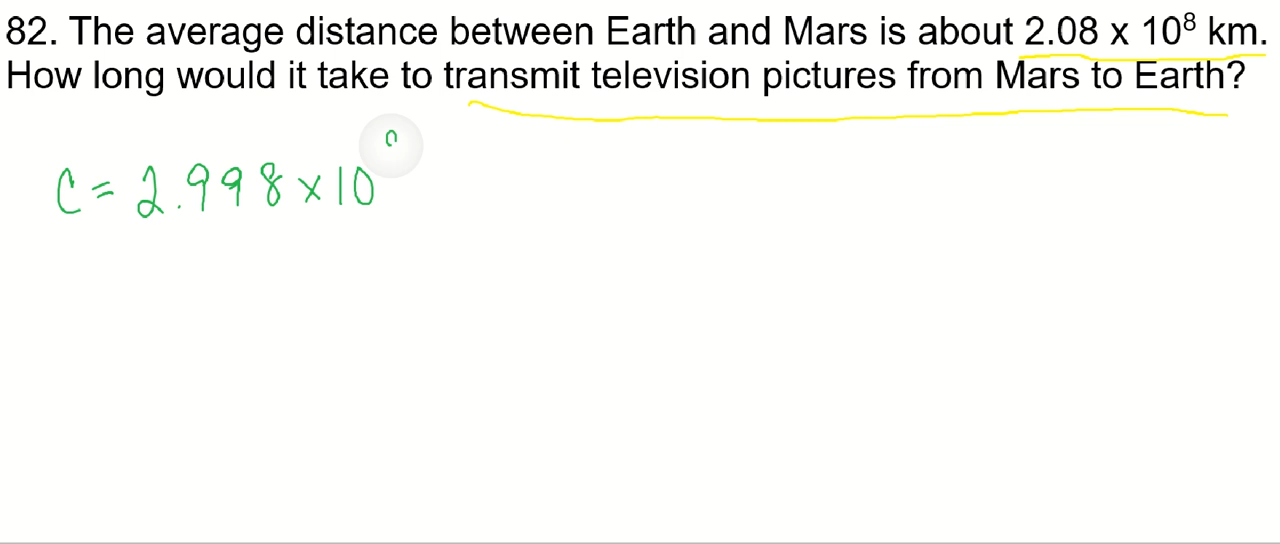 82. The average distance between Earth and Mars is about 2.08 x 10⁸ km.
How long would it take to transmit television pictures from Mars to Earth?
C = 2.998 x 10